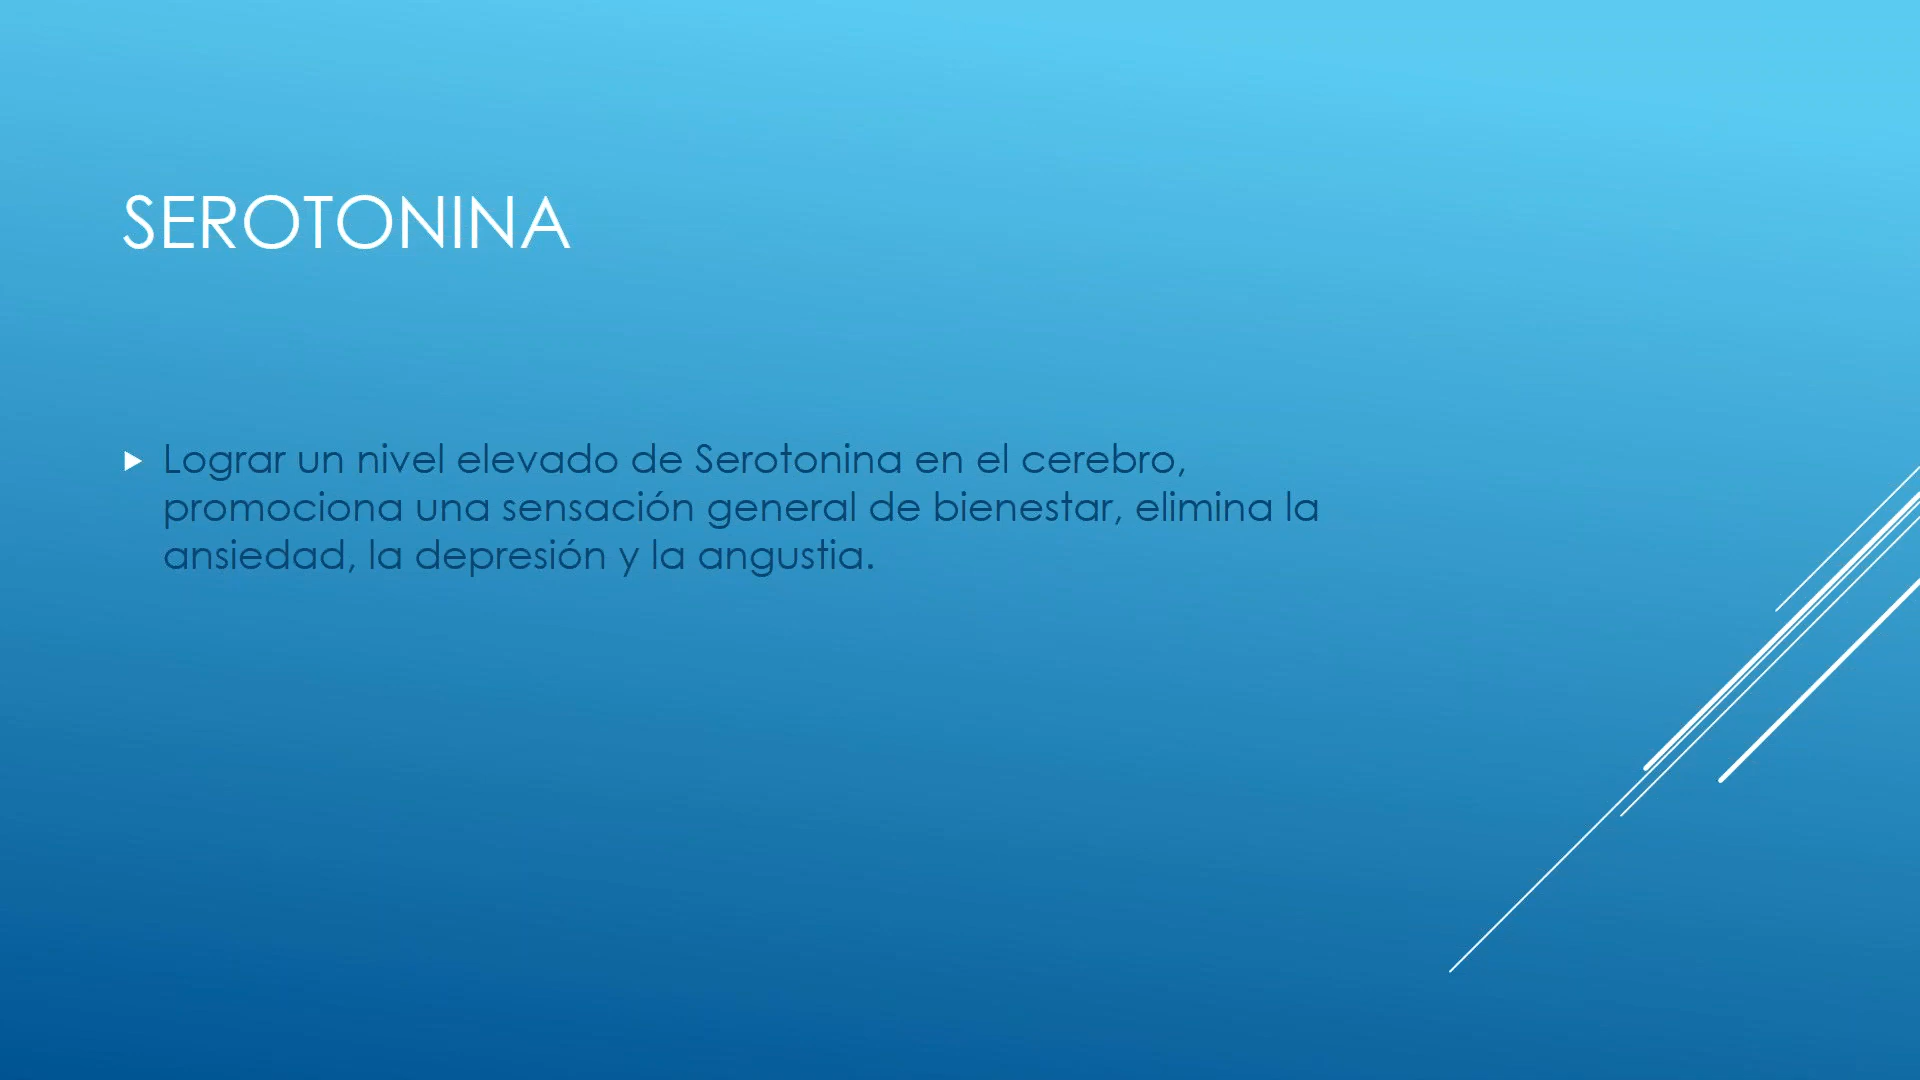 SEROTONINA
Lograr un nivel elevado de Serotonina en el cerebro,
promociona una sensación general de bienestar, elimina la
ansiedad, la depresión y la angustia.